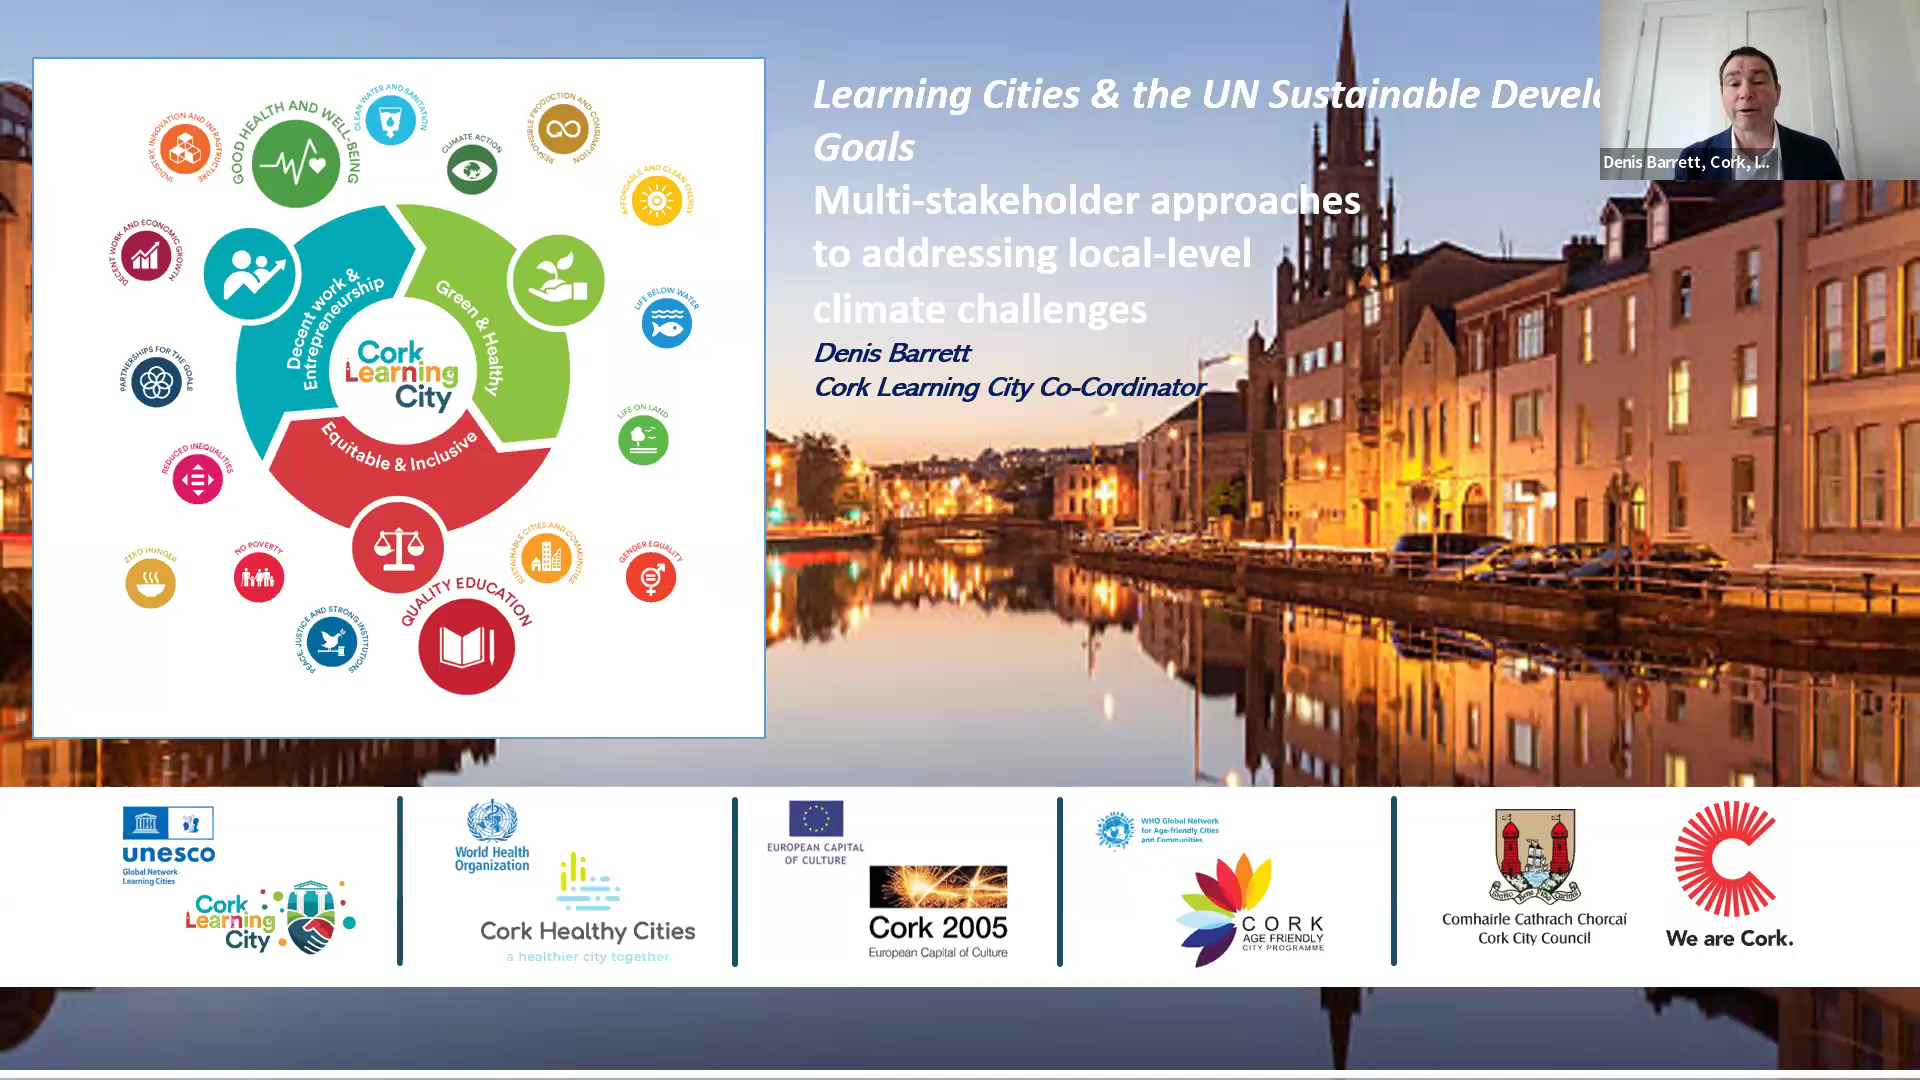 Learning Cities & the UN Sustainable Develo
Goals
Multi-stakeholder approaches
to addressing local-level
climate challenges
Denis Barrett
Cork Learning City Co-Cordinator
Denis Barrett, Cork, I...
INDUSTRY, INNOVATION AND INFRASTRUCTURE
GOOD HEALTH AND WELL-BEING
CLEAN WATER AND SANITATION
CLIMATE ACTION
RESPONSIBLE PRODUCTION AND CONSUMPTION
AFFORDABLE AND CLEAN ENERGY
DECENT WORK AND ECONOMIC GROWTH
LIFE BELOW WATER
PARTNERSHIPS FOR THE GOALS
LIFE ON LAND
REDUCED INEQUALITIES
ZERO HUNGER
NO POVERTY
SUSTAINABLE CITIES AND COMMUNITIES
GENDER EQUALITY
PEACE, JUSTICE AND STRONG INSTITUTIONS
QUALITY EDUCATION
Decent work &
Entrepreneurship
Green & Healthy
Equitable & Inclusive
Cork
Learning
City
unesco
Global Network
Learning Cities
Cork
Learning
City
World Health
Organization
Cork Healthy Cities
a healthier city together
EUROPEAN CAPITAL
OF CULTURE
Cork 2005
European Capital of Culture
WHO Global Network
for Age-friendly Cities
and Communities
CORK
AGE FRIENDLY
CITY PROGRAMME
Comhairle Cathrach Chorcaí
Cork City Council
We are Cork.